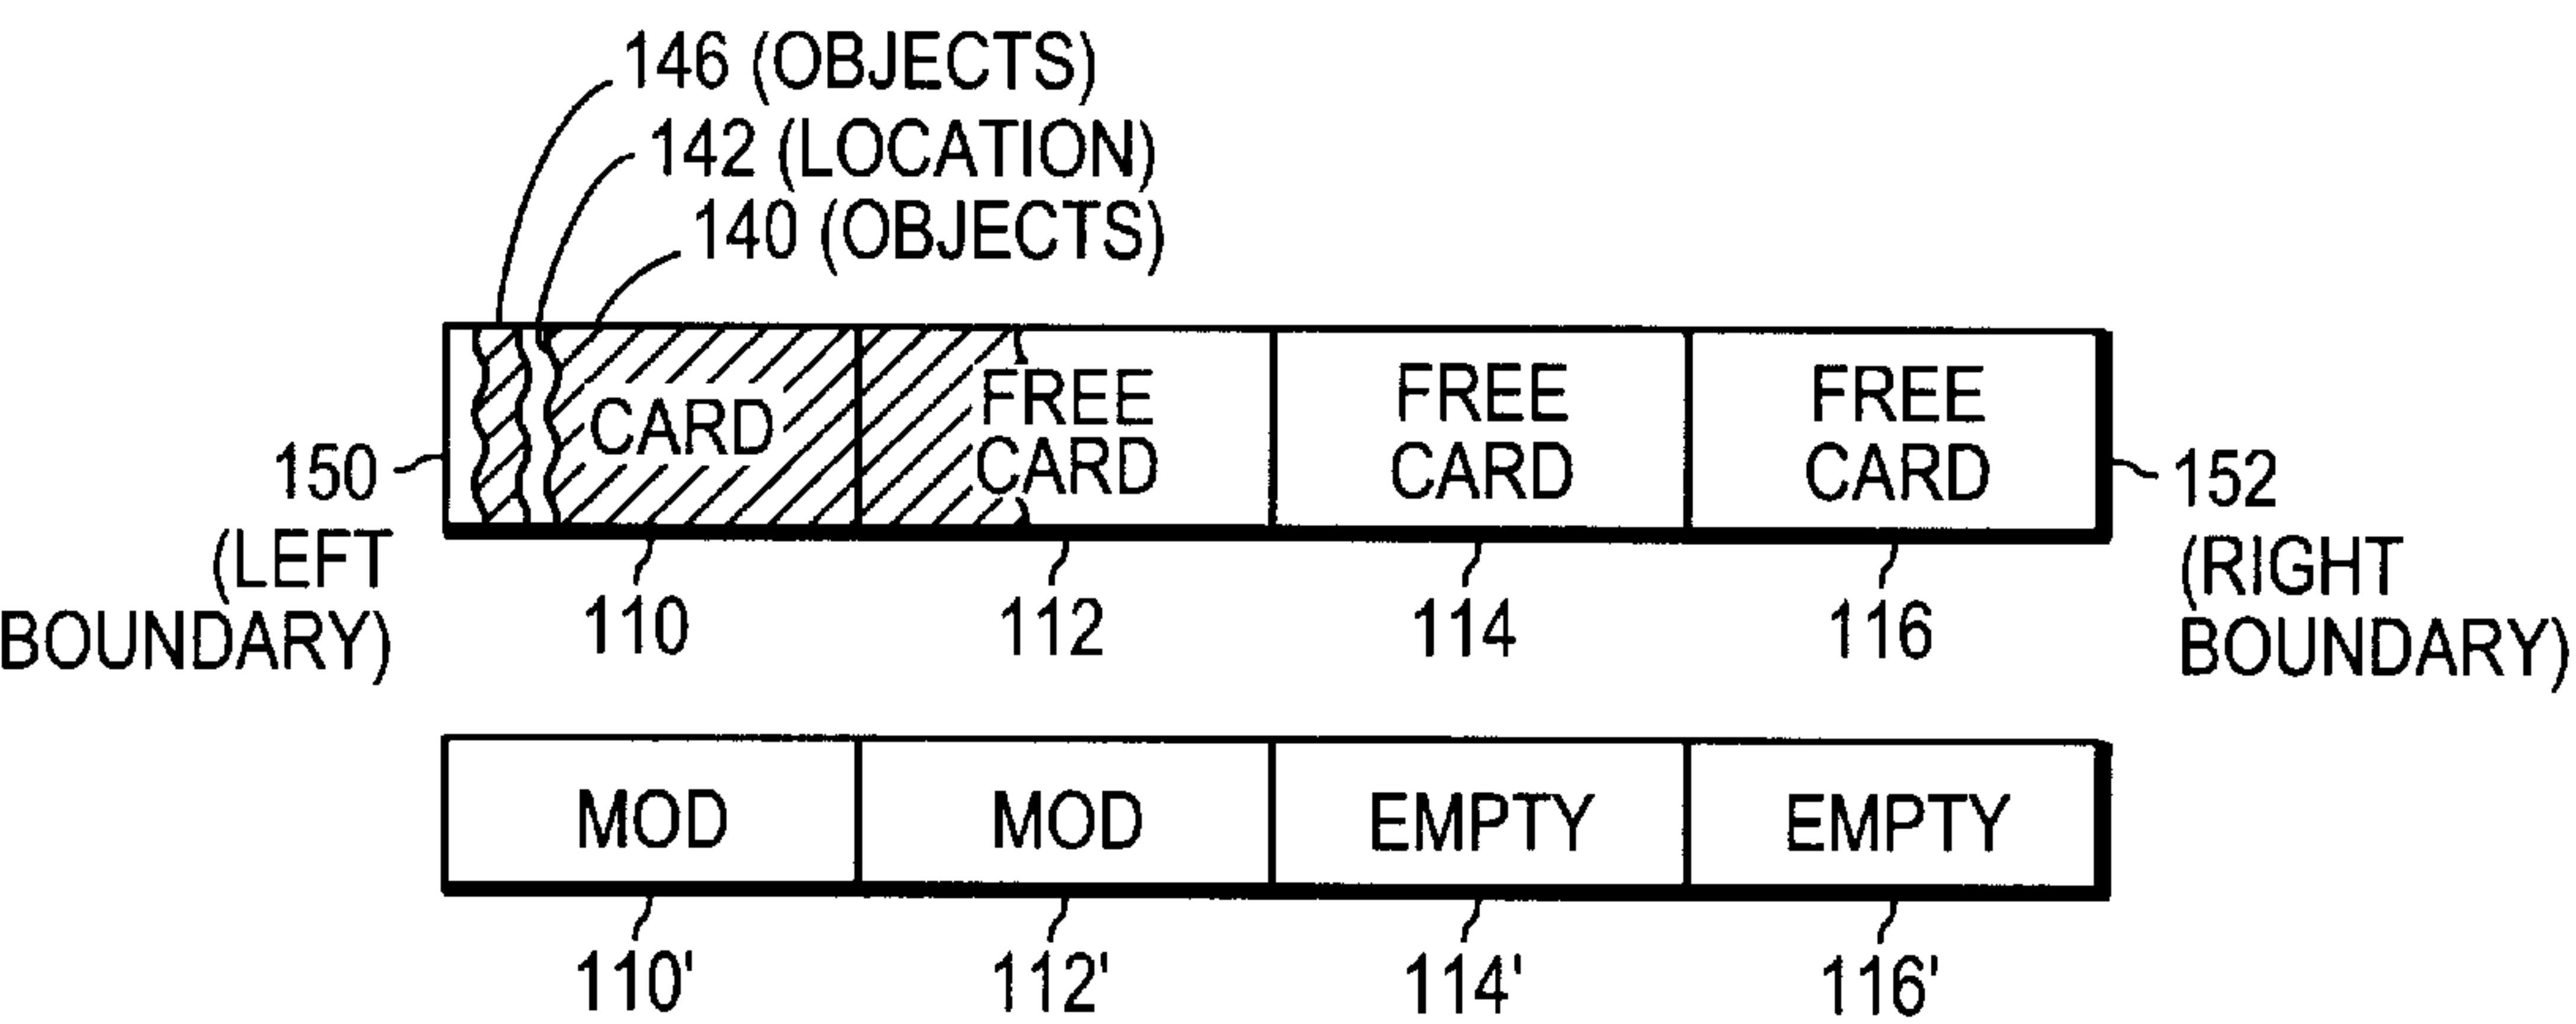 146 (OBJECTS)
142 (LOCATION)
140 (OBJECTS)
CARD
FREE
CARD
FREE
CARD
FREE
CARD
150
(LEFT
BOUNDARY)
152
(RIGHT
BOUNDARY)
110
112
114
116
MOD
MOD
EMPTY
EMPTY
110'
112'
114'
116'